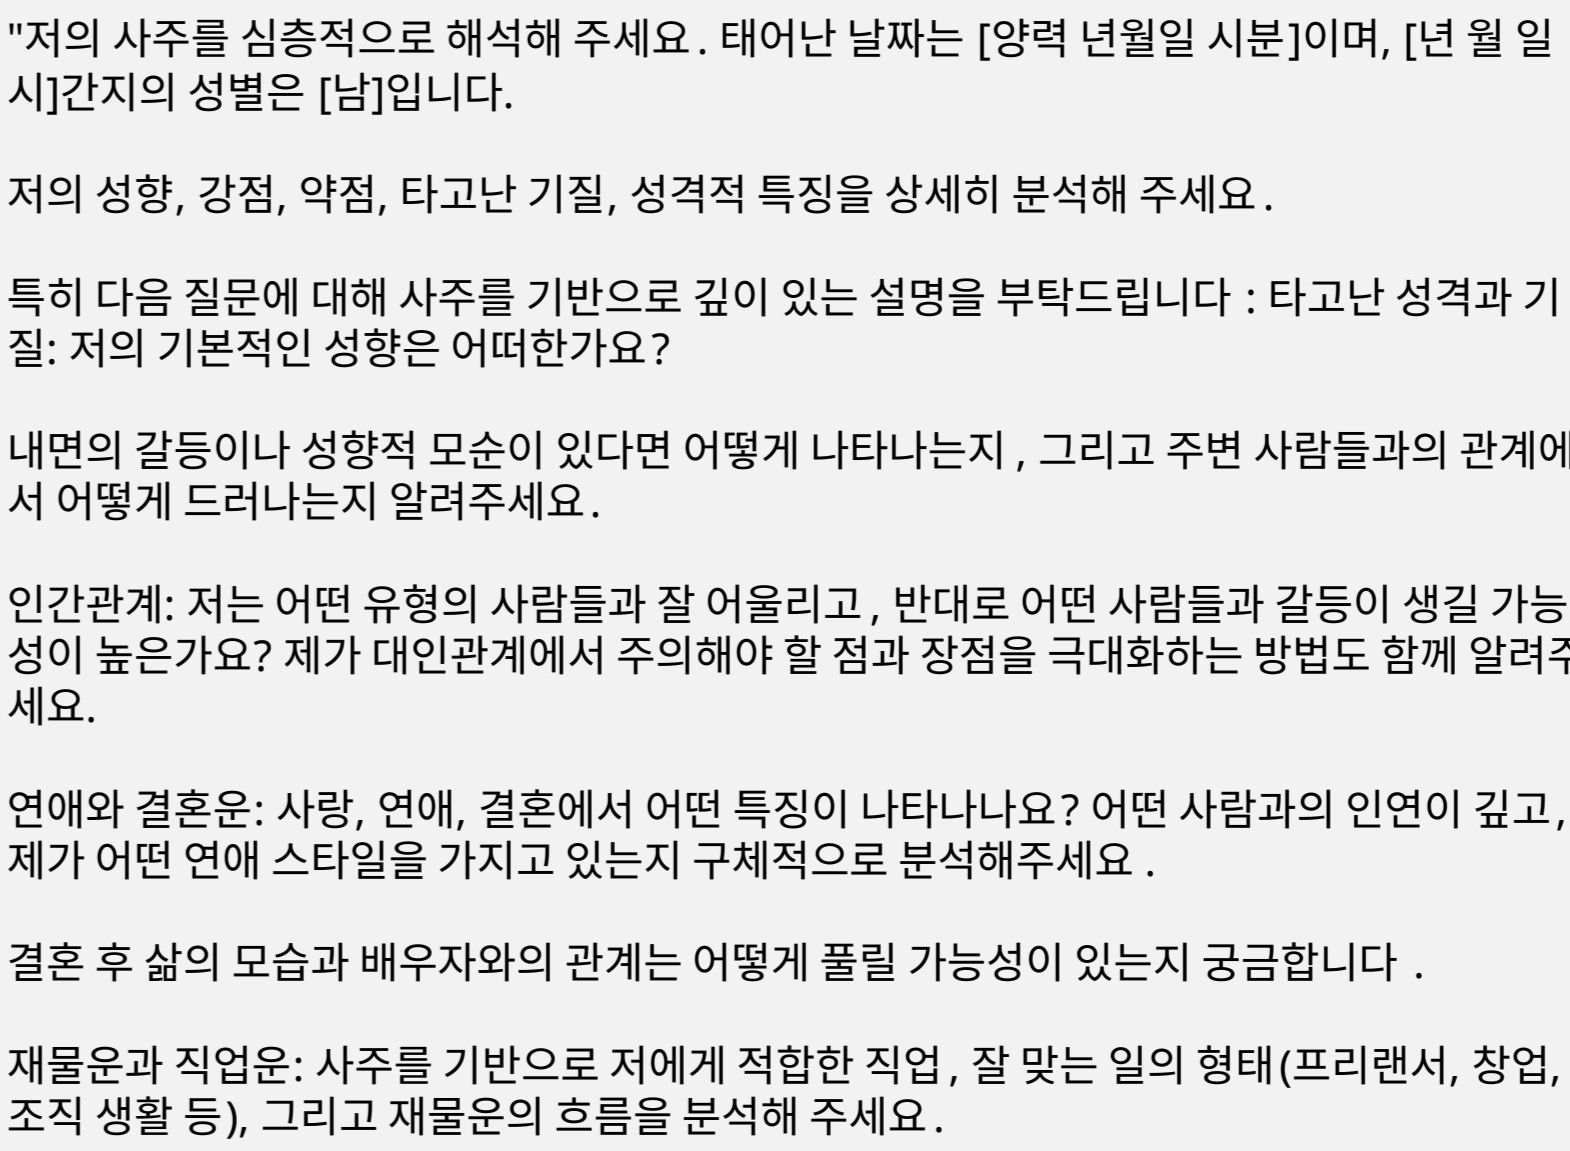 "저의 사주를 심층적으로 해석해 주세요. 태어난 날짜는 [양력 년월일 시분]이며, [년 월 일
시]간지의 성별은 [남]입니다.
저의 성향, 강점, 약점, 타고난 기질, 성격적 특징을 상세히 분석해 주세요.
특히 다음 질문에 대해 사주를 기반으로 깊이 있는 설명을 부탁드립니다 : 타고난 성격과 기
질: 저의 기본적인 성향은 어떠한가요?
내면의 갈등이나 성향적 모순이 있다면 어떻게 나타나는지 , 그리고 주변 사람들과의 관계에
서 어떻게 드러나는지 알려주세요.
인간관계: 저는 어떤 유형의 사람들과 잘 어울리고 , 반대로 어떤 사람들과 갈등이 생길 가능
성이 높은가요? 제가 대인관계에서 주의해야 할 점과 장점을 극대화하는 방법도 함께 알려주
세요.
연애와 결혼운: 사랑, 연애, 결혼에서 어떤 특징이 나타나나요? 어떤 사람과의 인연이 깊고,
제가 어떤 연애 스타일을 가지고 있는지 구체적으로 분석해주세요 .
결혼 후 삶의 모습과 배우자와의 관계는 어떻게 풀릴 가능성이 있는지 궁금합니다 .
재물운과 직업운: 사주를 기반으로 저에게 적합한 직업 , 잘 맞는 일의 형태(프리랜서, 창업,
조직 생활 등), 그리고 재물운의 흐름을 분석해 주세요.